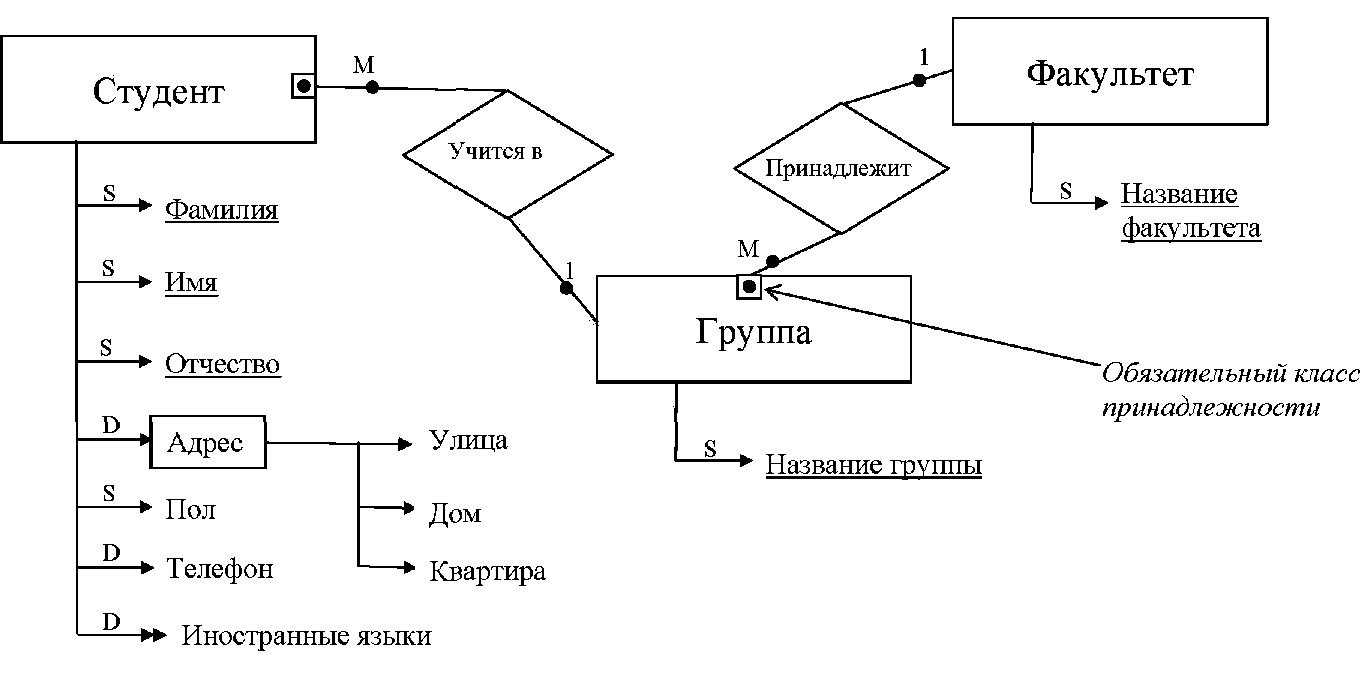 Студент
М
Учится в
1
Принадлежит
1
Факультет
S
Название
факультета
М
Группа
S
Название группы
Обязательный класс
принадлежности
S
Фамилия
S
Имя
S
Отчество
D
Адрес
Улица
Дом
Квартира
S
Пол
D
Телефон
D
Иностранные языки